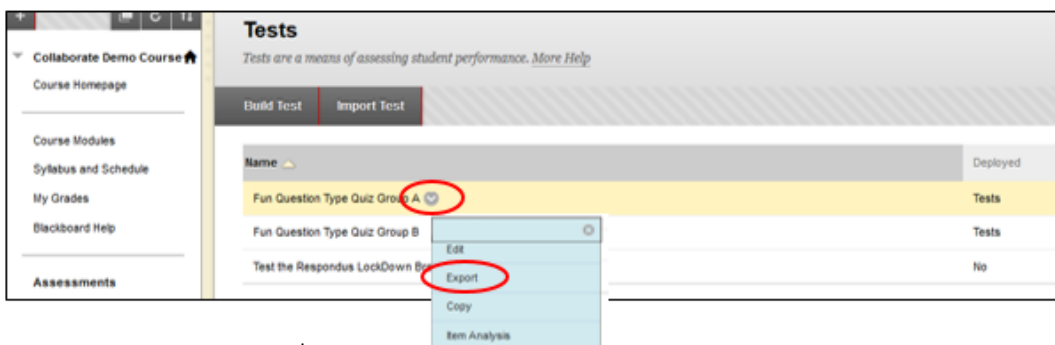 Tests
Tests are a means of assessing student performance. More Help
Collaborate Demo Course
Course Homepage
Course Modules
Syllabus and Schedule
My Grades
Blackboard Help
Assessments
Build Test
Import Test
Name
Deployed
Fun Question Type Quiz Group A
Tests
Fun Question Type Quiz Group B
Tests
Test the Respondus LockDown
No
Edit
Export
Copy
Item Analysis